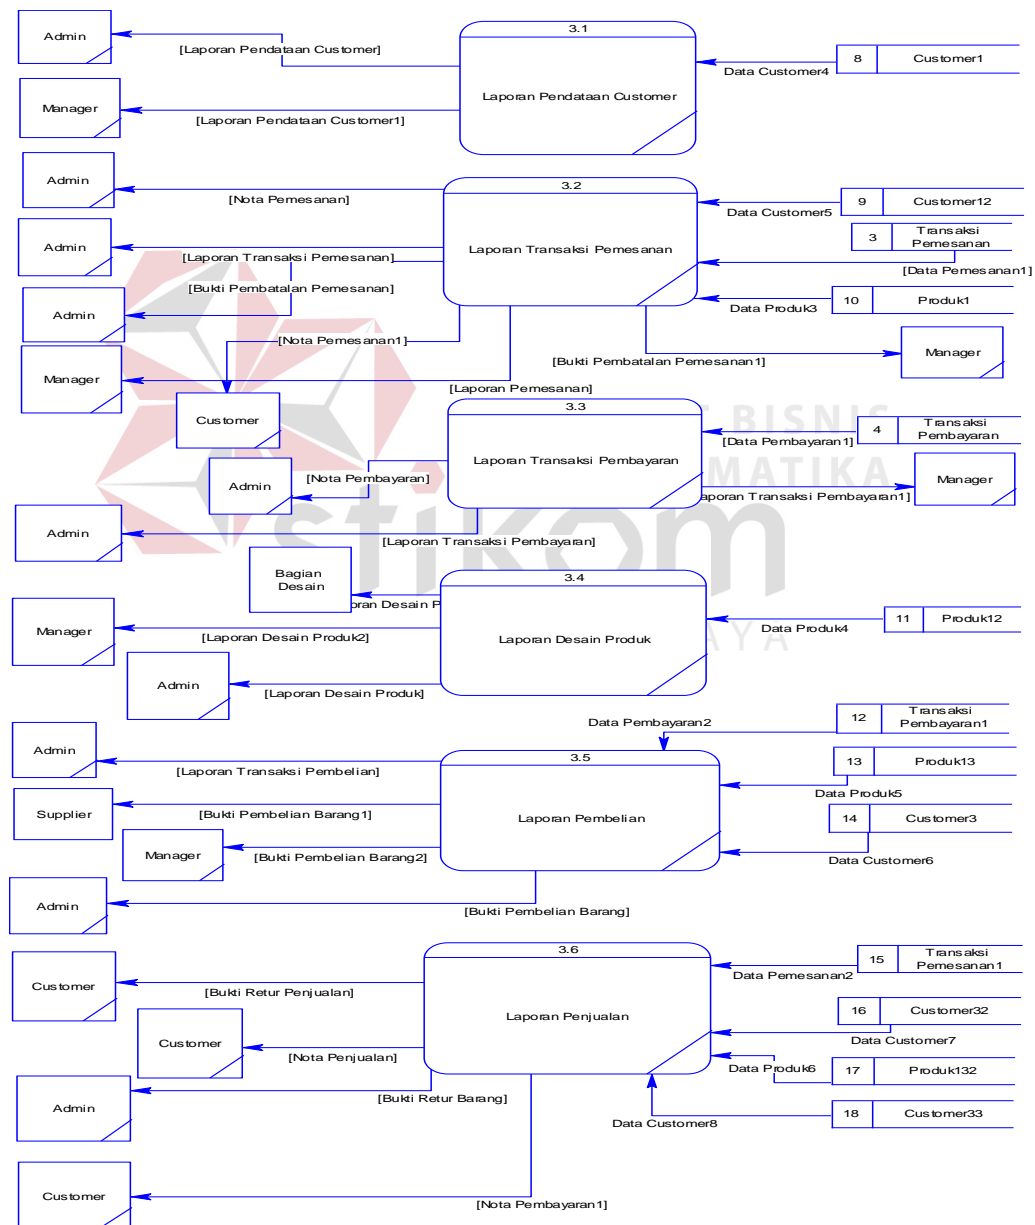 3.1
Admin
[Laporan Pendataan Customer]
8
Customer1
Data Customer4
Laporan Pendataan Customer
Manager
[Laporan Pendataan Customer1]
Admin
3.2
[Nota Pemesanan]
9
Customer12
Data Customer5
3
Transaksi
Pemesanan
Admin
Laporan Transaksi Pemesanan
[Laporan Transaksi Pemesanan]
[Data Pemesanan1]
[Bukti Pembatalan Pemesanan]
Admin
10
Produk1
Data Produk3
[Nota Pemesanan1]
[Bukti Pembatalan Pemesanan1]
Manager
Manager
[Laporan Pemesanan]
Customer
3.3
BISNIS
4
Transaksi
Pembayaran
[Data Pembayaran1]
Laporan Transaksi Pembayaran
MATIKA
[Nota Pembayaran]
Admin
Manager
aporan Transaksi Pembayaran1]
Admin
stikom
[Laporan Transaksi Pembayaran]
Bagian
Desain
3.4
oran Desain P
11
Produk12
Data Produk4
Manager
[Laporan Desain Produk2]
Laporan Desain Produk
AYA
Admin
[Laporan Desain Produk]
12
Transaksi
Pembayaran1
Data Pembayaran2
Admin
3.5
13
Produk13
[Laporan Transaksi Pembelian]
Data Produk5
Supplier
[Bukti Pembelian Barang1]
Laporan Pembelian
14
Customer3
Manager
[Bukti Pembelian Barang2]
Data Customer6
Admin
[Bukti Pembelian Barang]
3.6
15
Transaksi
Pemesanan1
Data Pemesanan2
Customer
[Bukti Retur Penjualan]
Laporan Penjualan
16
Customer32
Data Customer7
Customer
[Nota Penjualan]
Data Produk6
17
Produk132
Admin
[Bukti Retur Barang]
18
Customer33
Data Customer8
Customer
[Nota Pembayaran1]